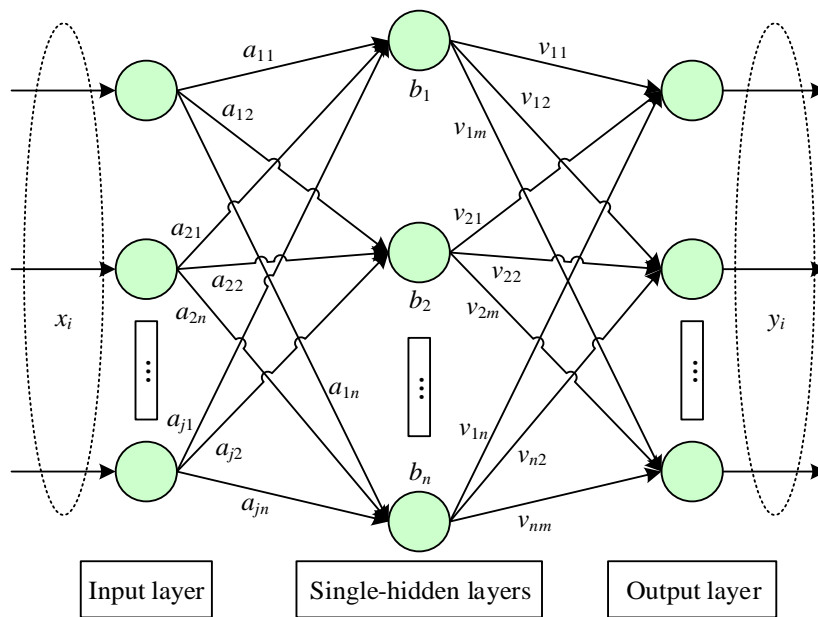 a11
a12
a21
a22
a2n
a1n
aj1
aj2
ajn
b1
b2
bn
v11
v12
v1m
v21
v22
v2m
v1n
vn2
vnm
xi
yi
...
...
...
Input layer
Single-hidden layers
Output layer